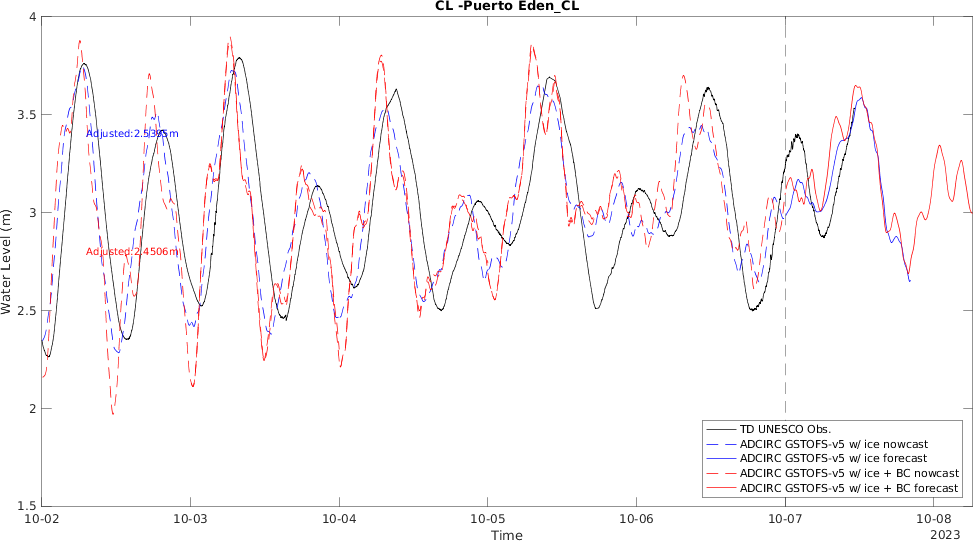 CL -Puerto Eden_CL
Water Level (m)
4
3.5
3
2.5
2
1.5
Adjusted:2.5395m
Adjusted:2.4506m
TD UNESCO Obs.
ADCIRC GSTOFS-v5 w/ ice nowcast
ADCIRC GSTOFS-v5 w/ ice forecast
ADCIRC GSTOFS-v5 w/ ice + BC nowcast
ADCIRC GSTOFS-v5 w/ ice + BC forecast
10-02 10-03 10-04 10-05 10-06 10-07 10-08
Time
2023